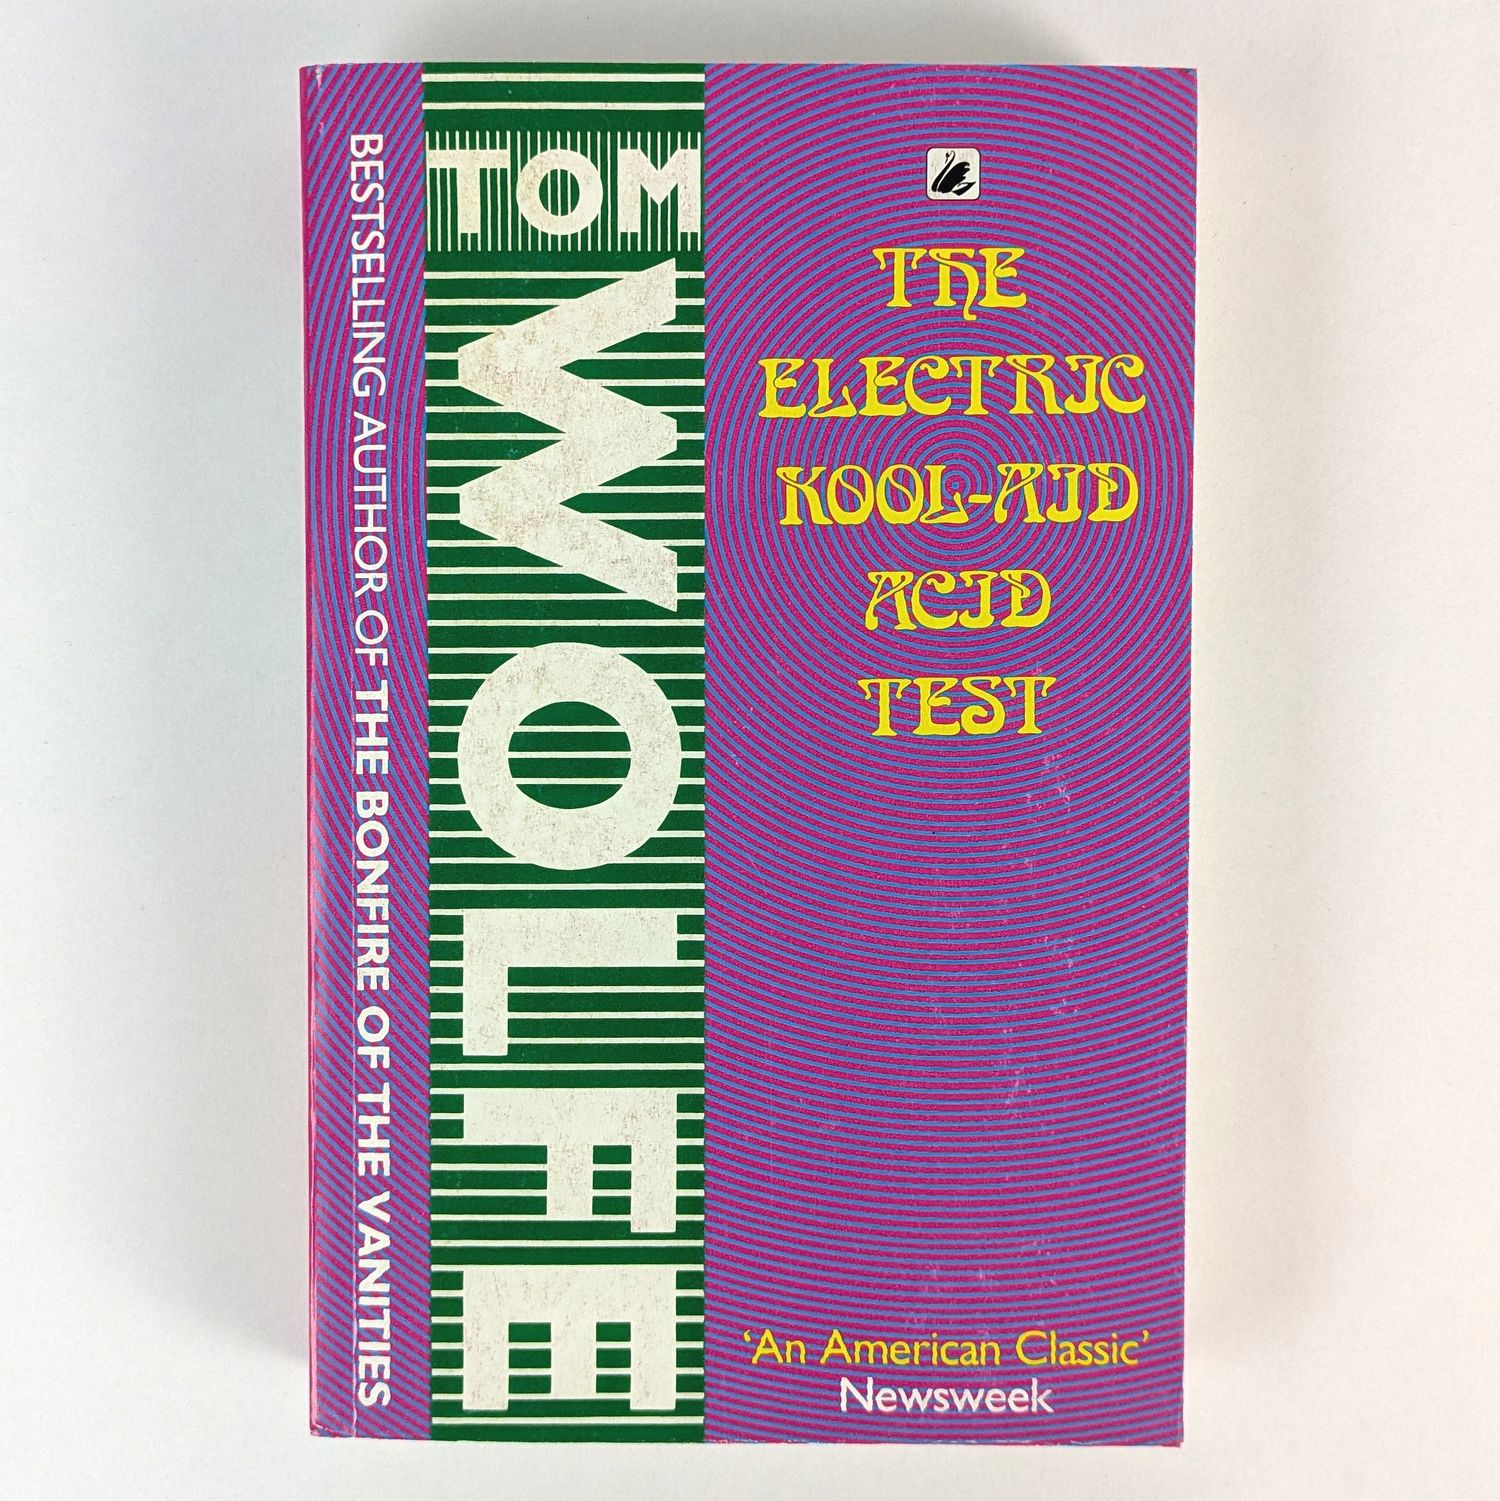 BESTSELLING AUTHOR OF THE BONFIRE OF THE VANITIES
TOM
WOLFE
THE
ELECTRIC
KOOL-AID
ACID
TEST
‘An American Classic’
Newsweek